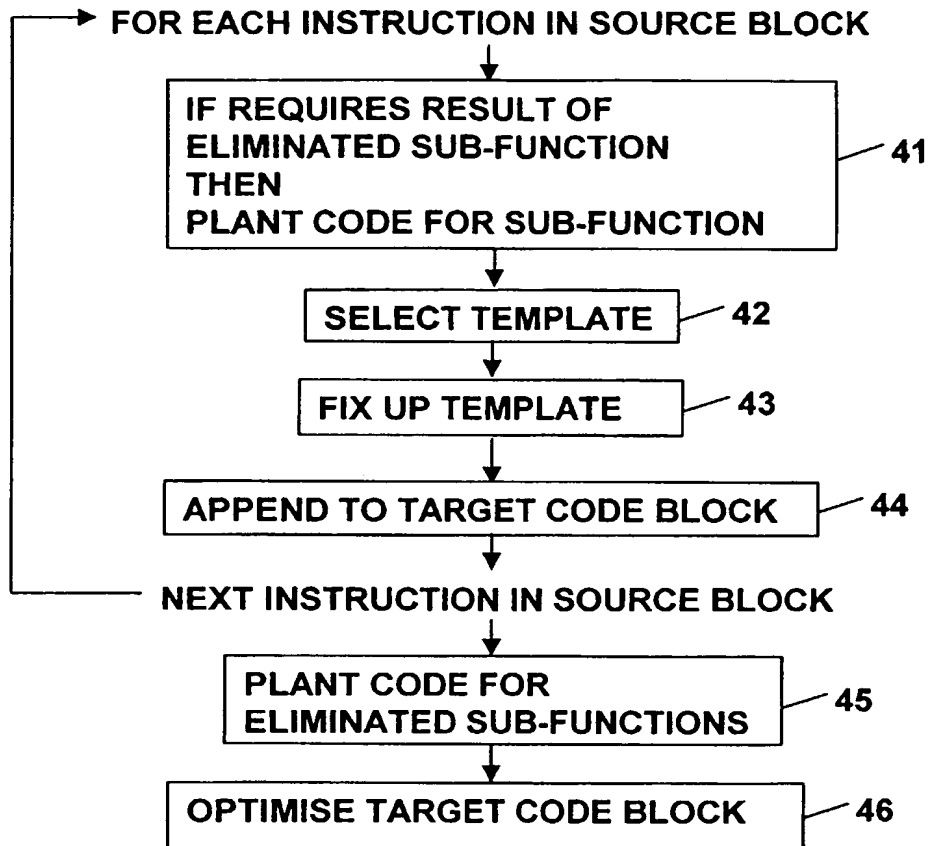 FOR EACH INSTRUCTION IN SOURCE BLOCK
IF REQUIRES RESULT OF
ELIMINATED SUB-FUNCTION
THEN
PLANT CODE FOR SUB-FUNCTION
41
SELECT TEMPLATE
42
FIX UP TEMPLATE
43
APPEND TO TARGET CODE BLOCK
44
NEXT INSTRUCTION IN SOURCE BLOCK
PLANT CODE FOR
ELIMINATED SUB-FUNCTIONS
45
OPTIMISE TARGET CODE BLOCK
46